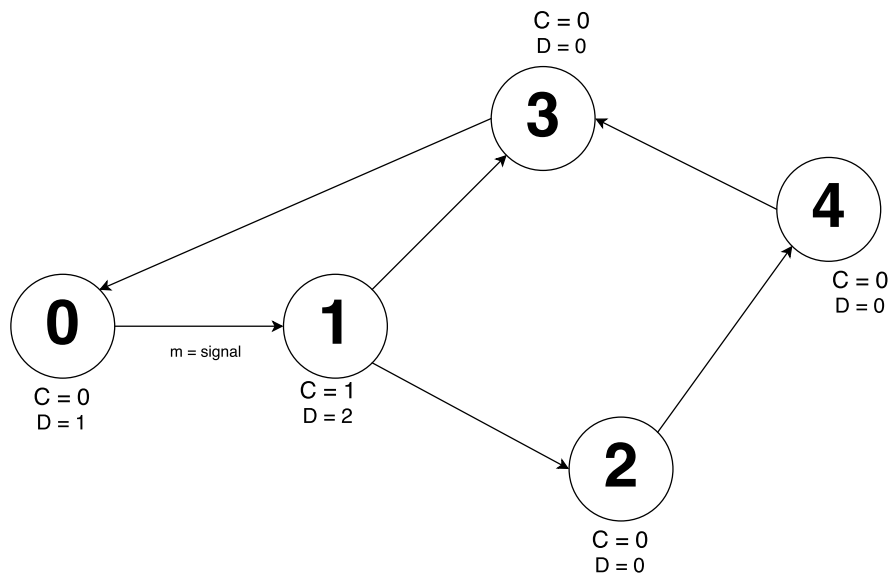 C = 0
D = 0
3
4
C = 0
D = 0
0
m = signal
1
C = 0
D = 1
C = 1
D = 2
2
C = 0
D = 0